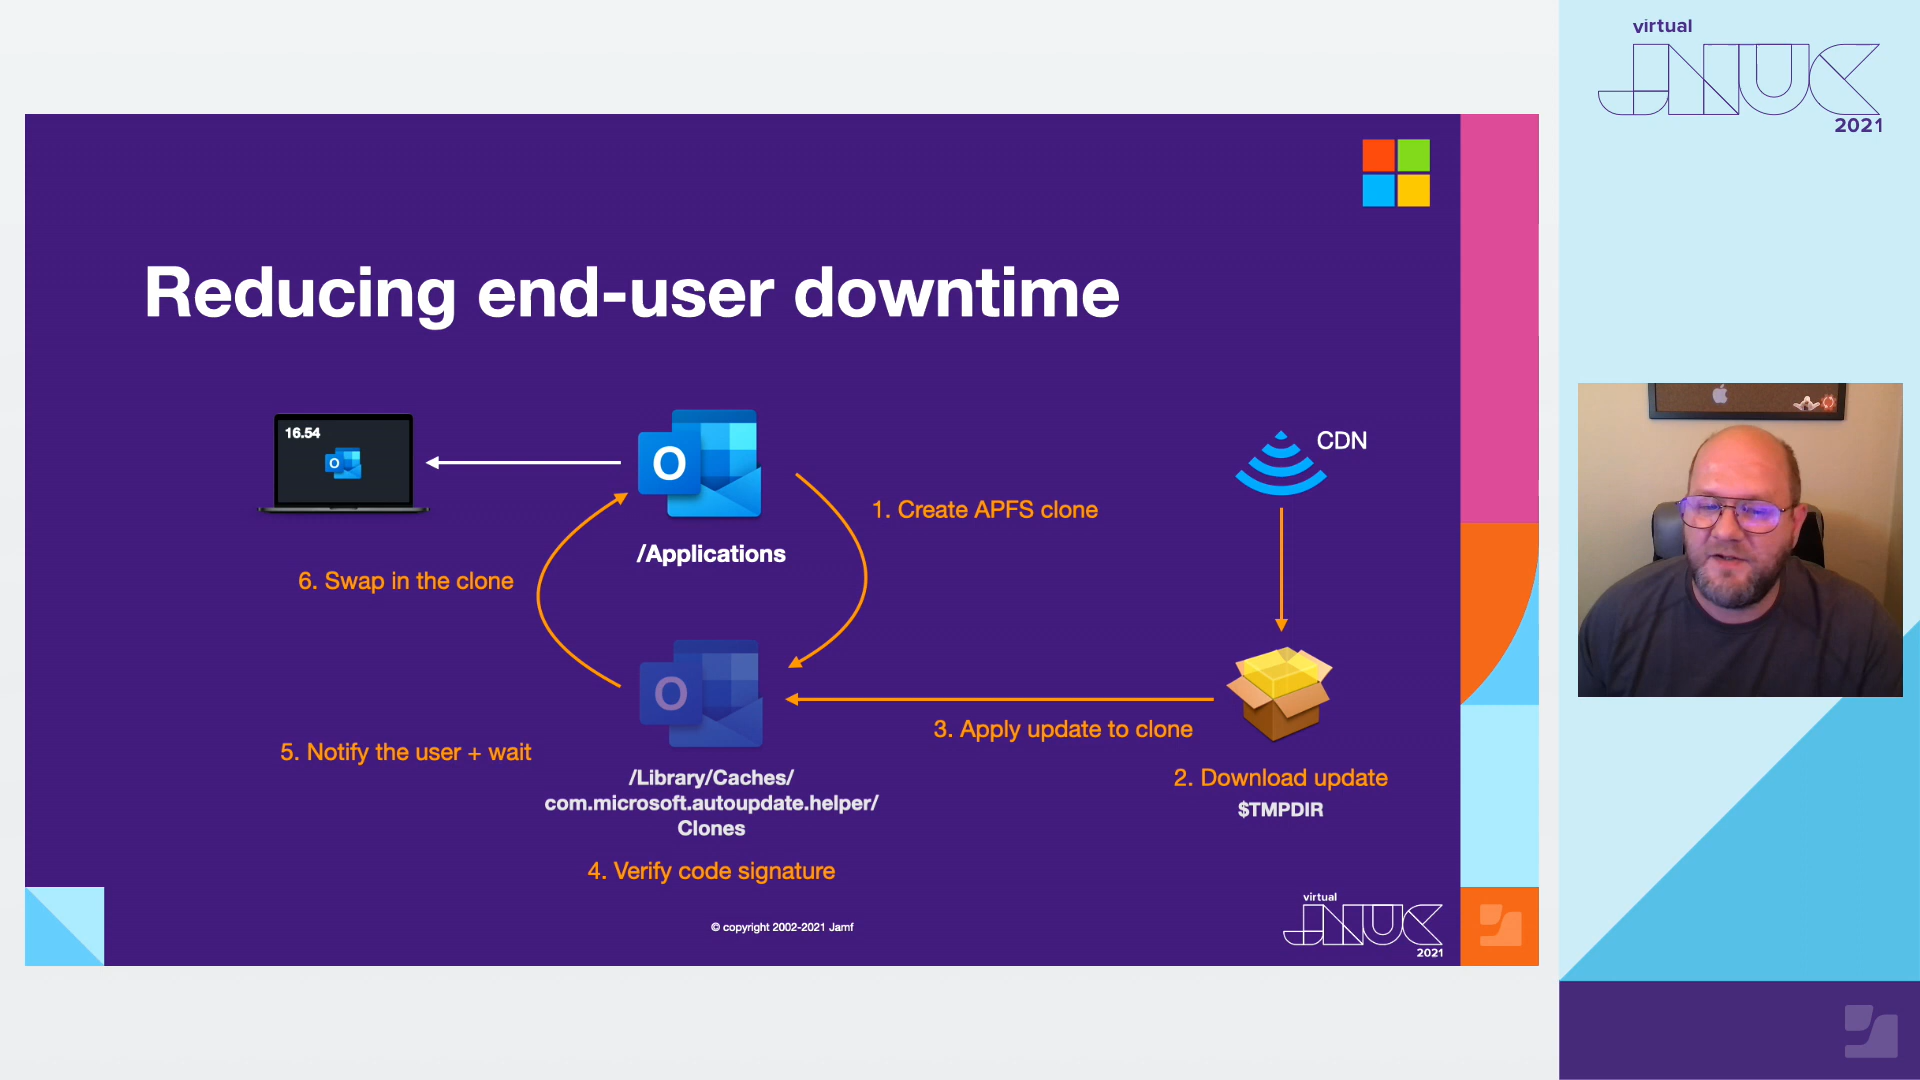 virtual
JNUC
2021
Reducing end-user downtime
16.54
O
O
CDN
1. Create APFS clone
/Applications
6. Swap in the clone
O
3. Apply update to clone
5. Notify the user + wait
/Library/Caches/
com.microsoft.autoupdate.helper/
Clones
2. Download update
$TMPDIR
4. Verify code signature
© copyright 2002-2021 Jamf
virtual
JNUC
2021